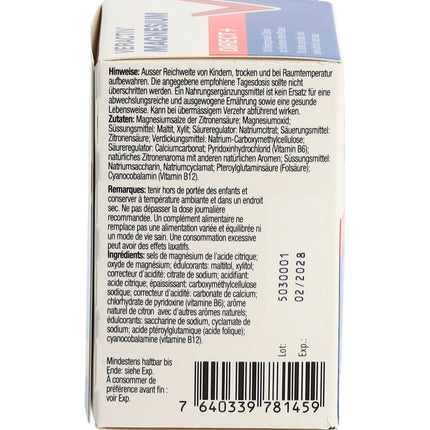 VERACTIV
MAGNESIUM
DIREKT+
Hinweise: Ausser Reichweite von Kindern, trocken und bei Raumtemperatur
aufbewahren. Die angegebene empfohlene Tagesdosis sollte nicht
überschritten werden. Ein Nahrungsergänzungsmittel ist kein Ersatz für eine
abwechslungsreiche und ausgewogene Ernährung sowie eine gesunde
Lebensweise. Kann bei übermässigem Verzehr abführend wirken.
Zutaten: Magnesiumsalze der Zitronensäure; Magnesiumoxid;
Süssungsmittel: Maltit, Xylit; Säureregulator: Natriumcitrat; Säuerungsmittel:
Zitronensäure; Verdickungsmittel: Natrium-Carboxymethylcellulose;
Säureregulator: Calciumcarbonat; Pyridoxinhydrochlorid (Vitamin B6);
natürliches Zitronenaroma mit anderen natürlichen Aromen; Süssungsmittel:
Natriumsaccharin, Natriumcyclamat; Pteroylglutaminsäure (Folsäure);
Cyanocobalamin (Vitamin B12).
Remarques: tenir hors de portée des enfants et
conserver à température ambiante et dans un endroit
sec. Ne pas dépasser la dose journalière
recommandée. Un complément alimentaire ne
remplace pas une alimentation variée et équilibrée ni
un mode de vie sain. Une consommation excessive
peut avoir des effets laxatifs.
Ingrédients: sels de magnésium de l'acide citrique;
oxyde de magnésium; édulcorants: maltitol, xylitol;
correcteur d'acidité: citrate de sodium; acidifiant:
acide citrique; épaississant: carboxyméthylcellulose
sodique; correcteur d'acidité: carbonate de calcium;
chlorhydrate de pyridoxine (vitamine B6); arôme
naturel de citron avec d'autres arômes naturels;
édulcorants: saccharine de sodium, cyclamate de
sodium; acide ptéroylglutamique (acide folique);
cyanocobalamine (vitamine B12).
Lot: 5030001
Exp.: 02/2028
Mindestens haltbar bis
Ende: siehe Exp.
À consommer de
préférence avant fin :
voir Exp.
7 640339 781459